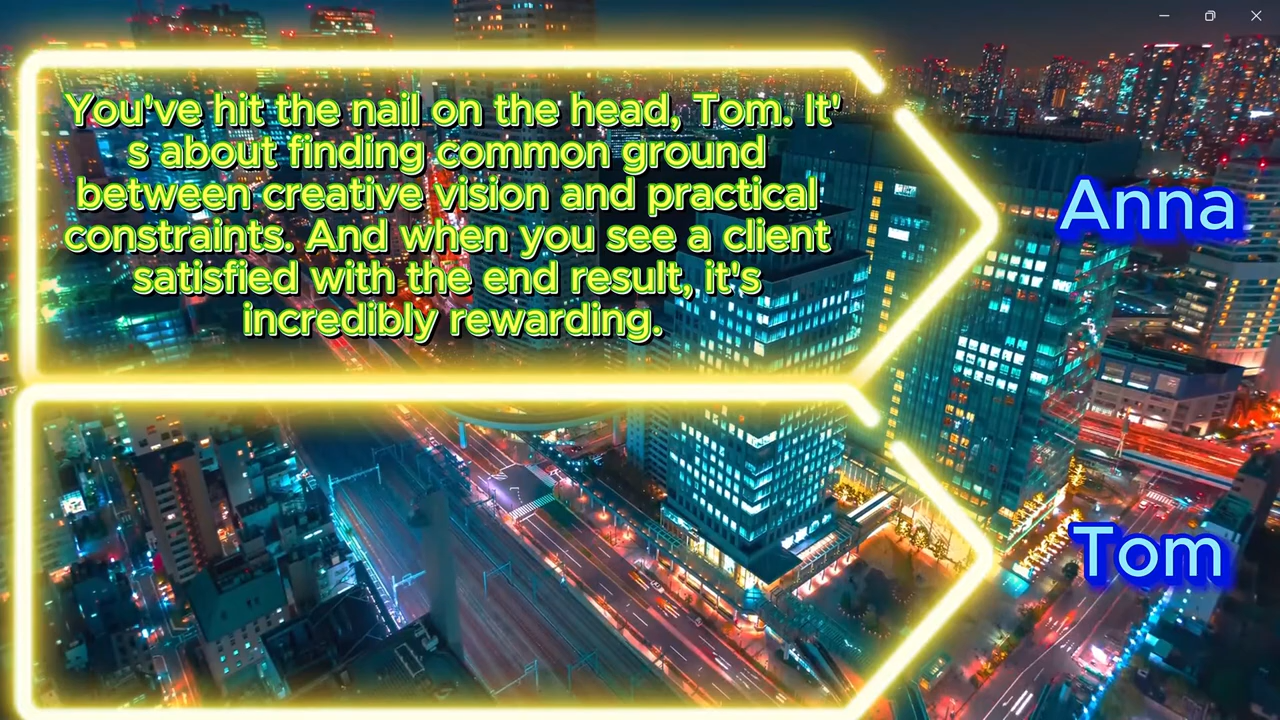 You've hit the nail on the head, Tom. It'
s about finding common ground
between creative vision and practical
constraints. And when you see a client
satisfied with the end result, it's
incredibly rewarding.
Anna
Tom